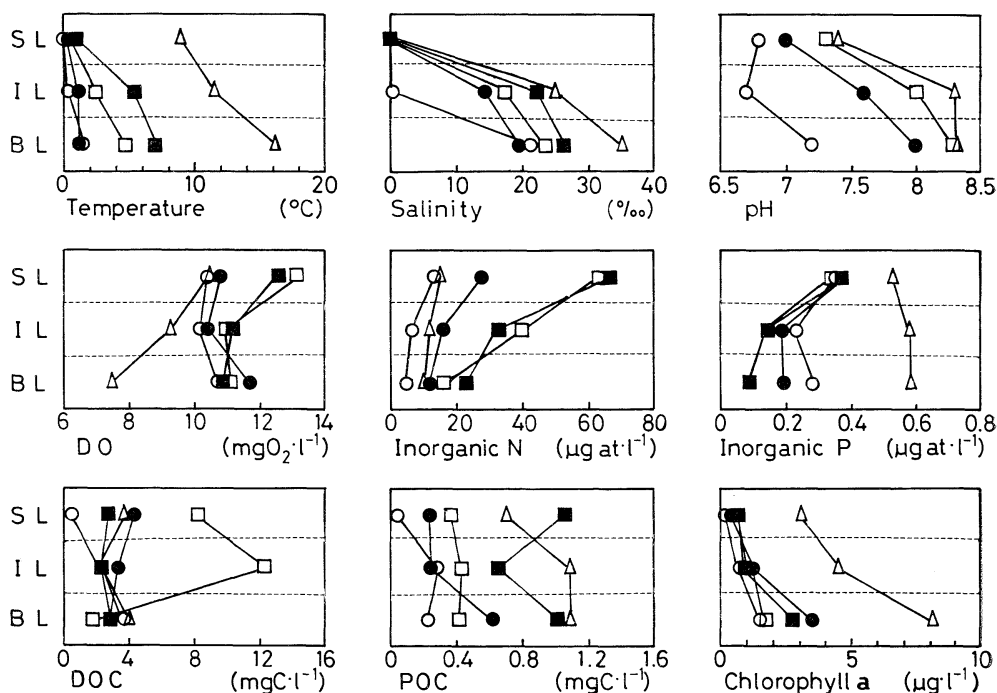 S L
I L
B L
0 10 20
Temperature (°C)
0 10 20 30 40
Salinity (‰)
6.5 7 7.5 8 8.5
pH
S L
I L
B L
6 8 10 12 14
DO (mgO₂·l⁻¹)
0 20 40 60 80
Inorganic N (μg at·l⁻¹)
0 0.2 0.4 0.6 0.8
Inorganic P (μg at·l⁻¹)
S L
I L
B L
0 4 8 12 16
DOC (mgC·l⁻¹)
0 0.4 0.8 1.2 1.6
POC (mgC·l⁻¹)
0 5 10
Chlorophyll a (μg·l⁻¹)